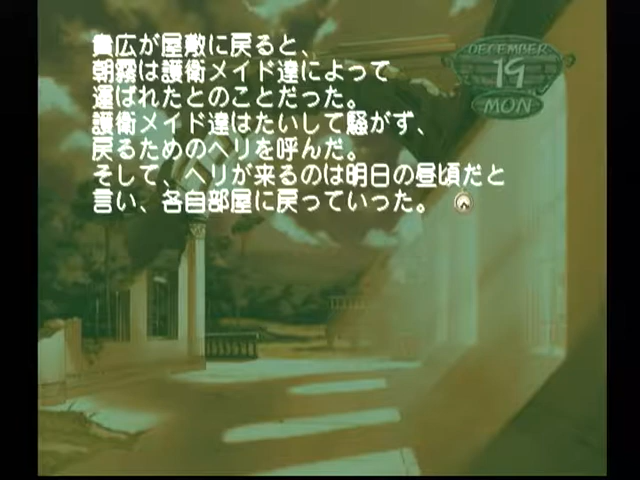 貴広が屋敷に戻ると、
朝霧は護衛メイド達によって
運ばれたとのことだった。
護衛メイド達はたいして騒がず、
戻るためのヘリを呼んだ。
そして、ヘリが来るのは明日の昼頃だと
言い、各自部屋に戻っていった。
DECEMBER
19
MON